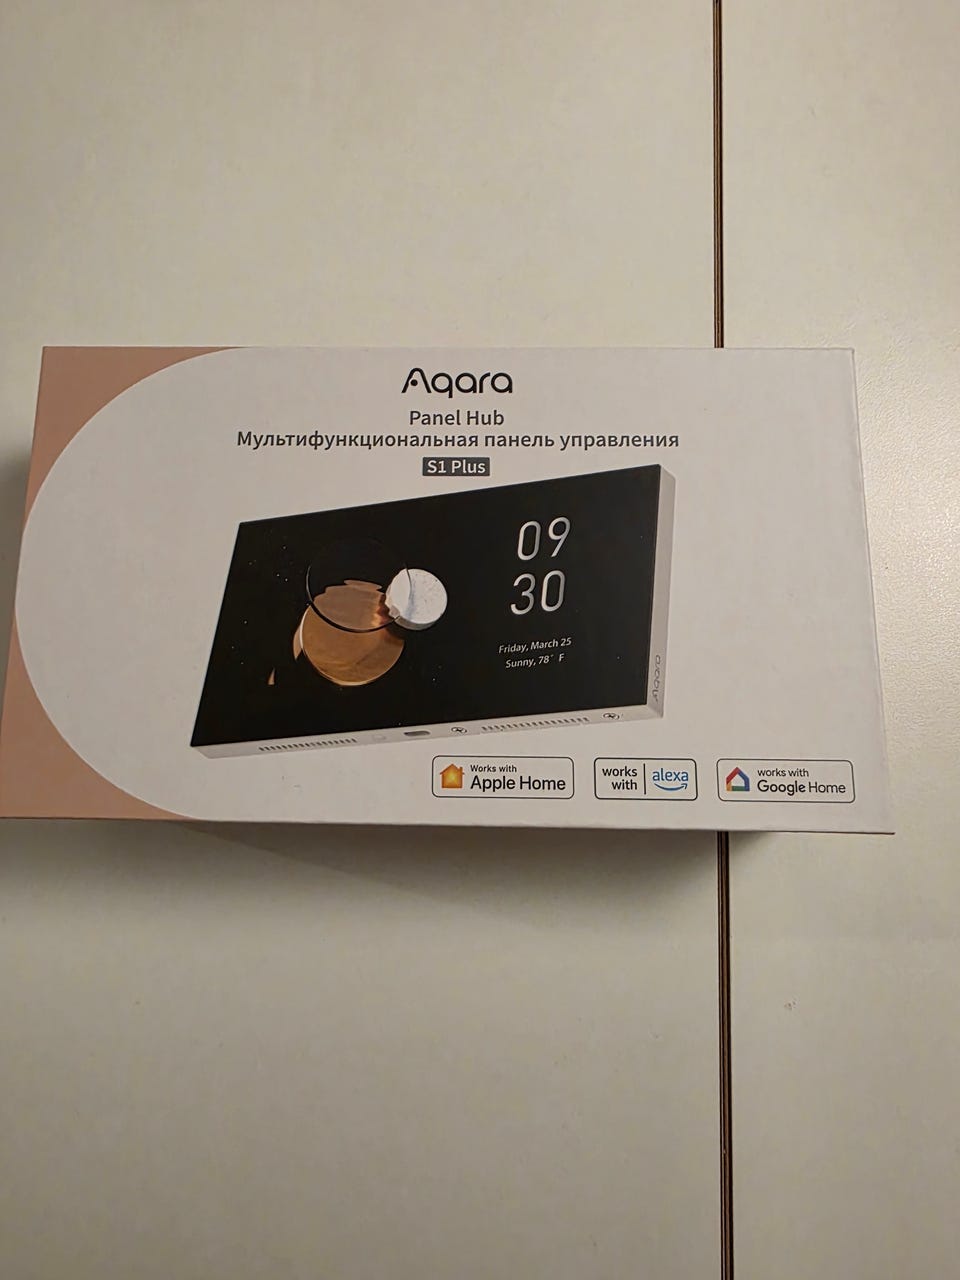 Aqara
Panel Hub
Мультифункциональная панель управления
S1 Plus
09
30
Friday, March 25
Sunny, 78° F
Aqara
Works with
Apple Home
works with
alexa
works with
Google Home